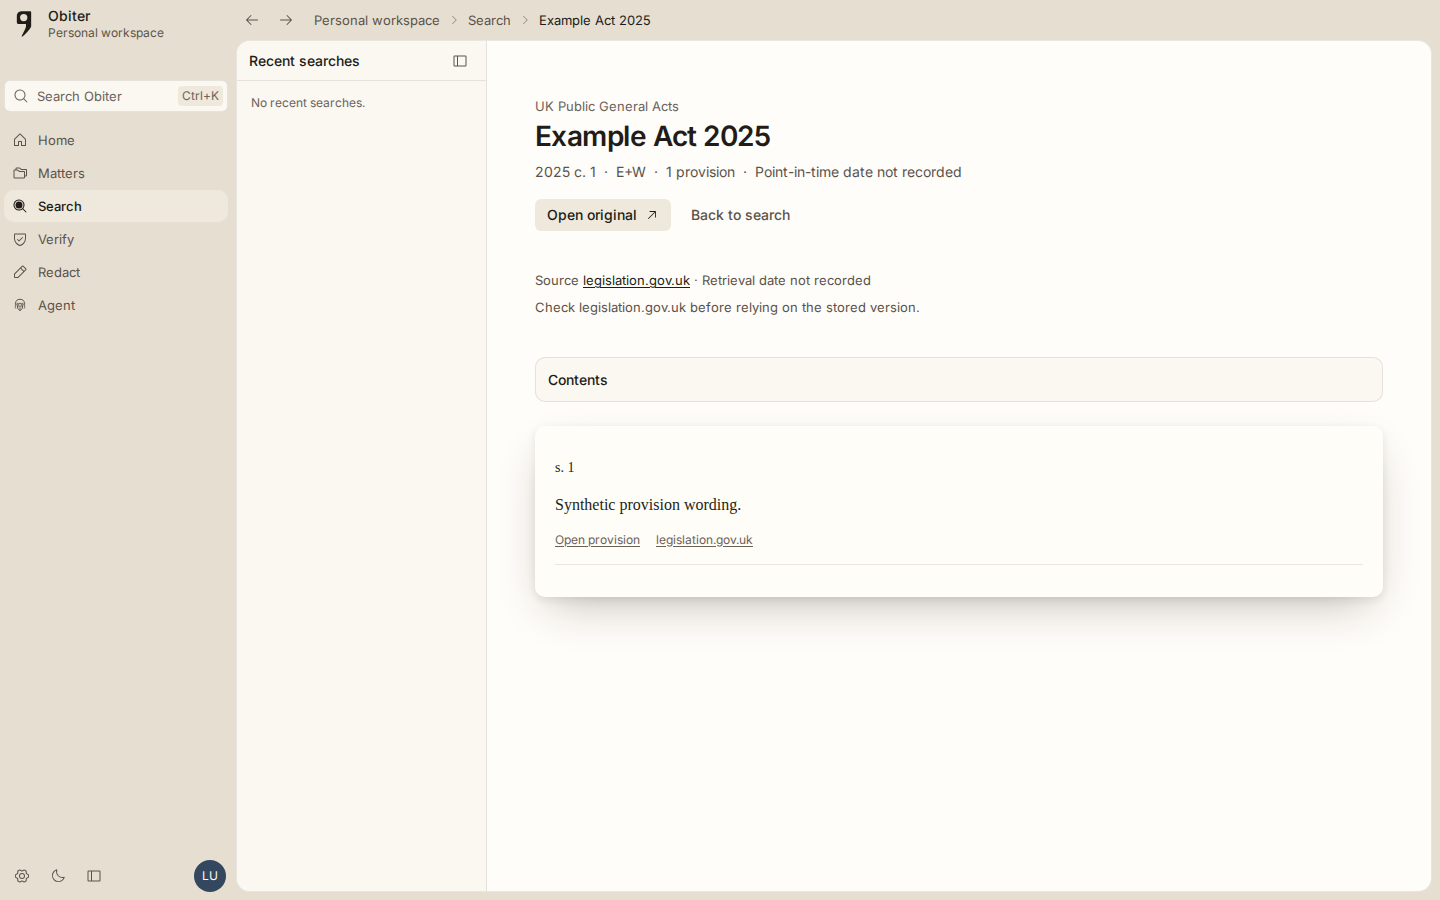 Obiter
Personal workspace
Search Obiter Ctrl+K
Home
Matters
Search
Verify
Redact
Agent
LU
Personal workspace Search Example Act 2025
Recent searches
No recent searches.
UK Public General Acts
Example Act 2025
2025 c. 1 · E+W · 1 provision · Point-in-time date not recorded
Open original Back to search
Source legislation.gov.uk · Retrieval date not recorded
Check legislation.gov.uk before relying on the stored version.
Contents
s. 1
Synthetic provision wording.
Open provision legislation.gov.uk